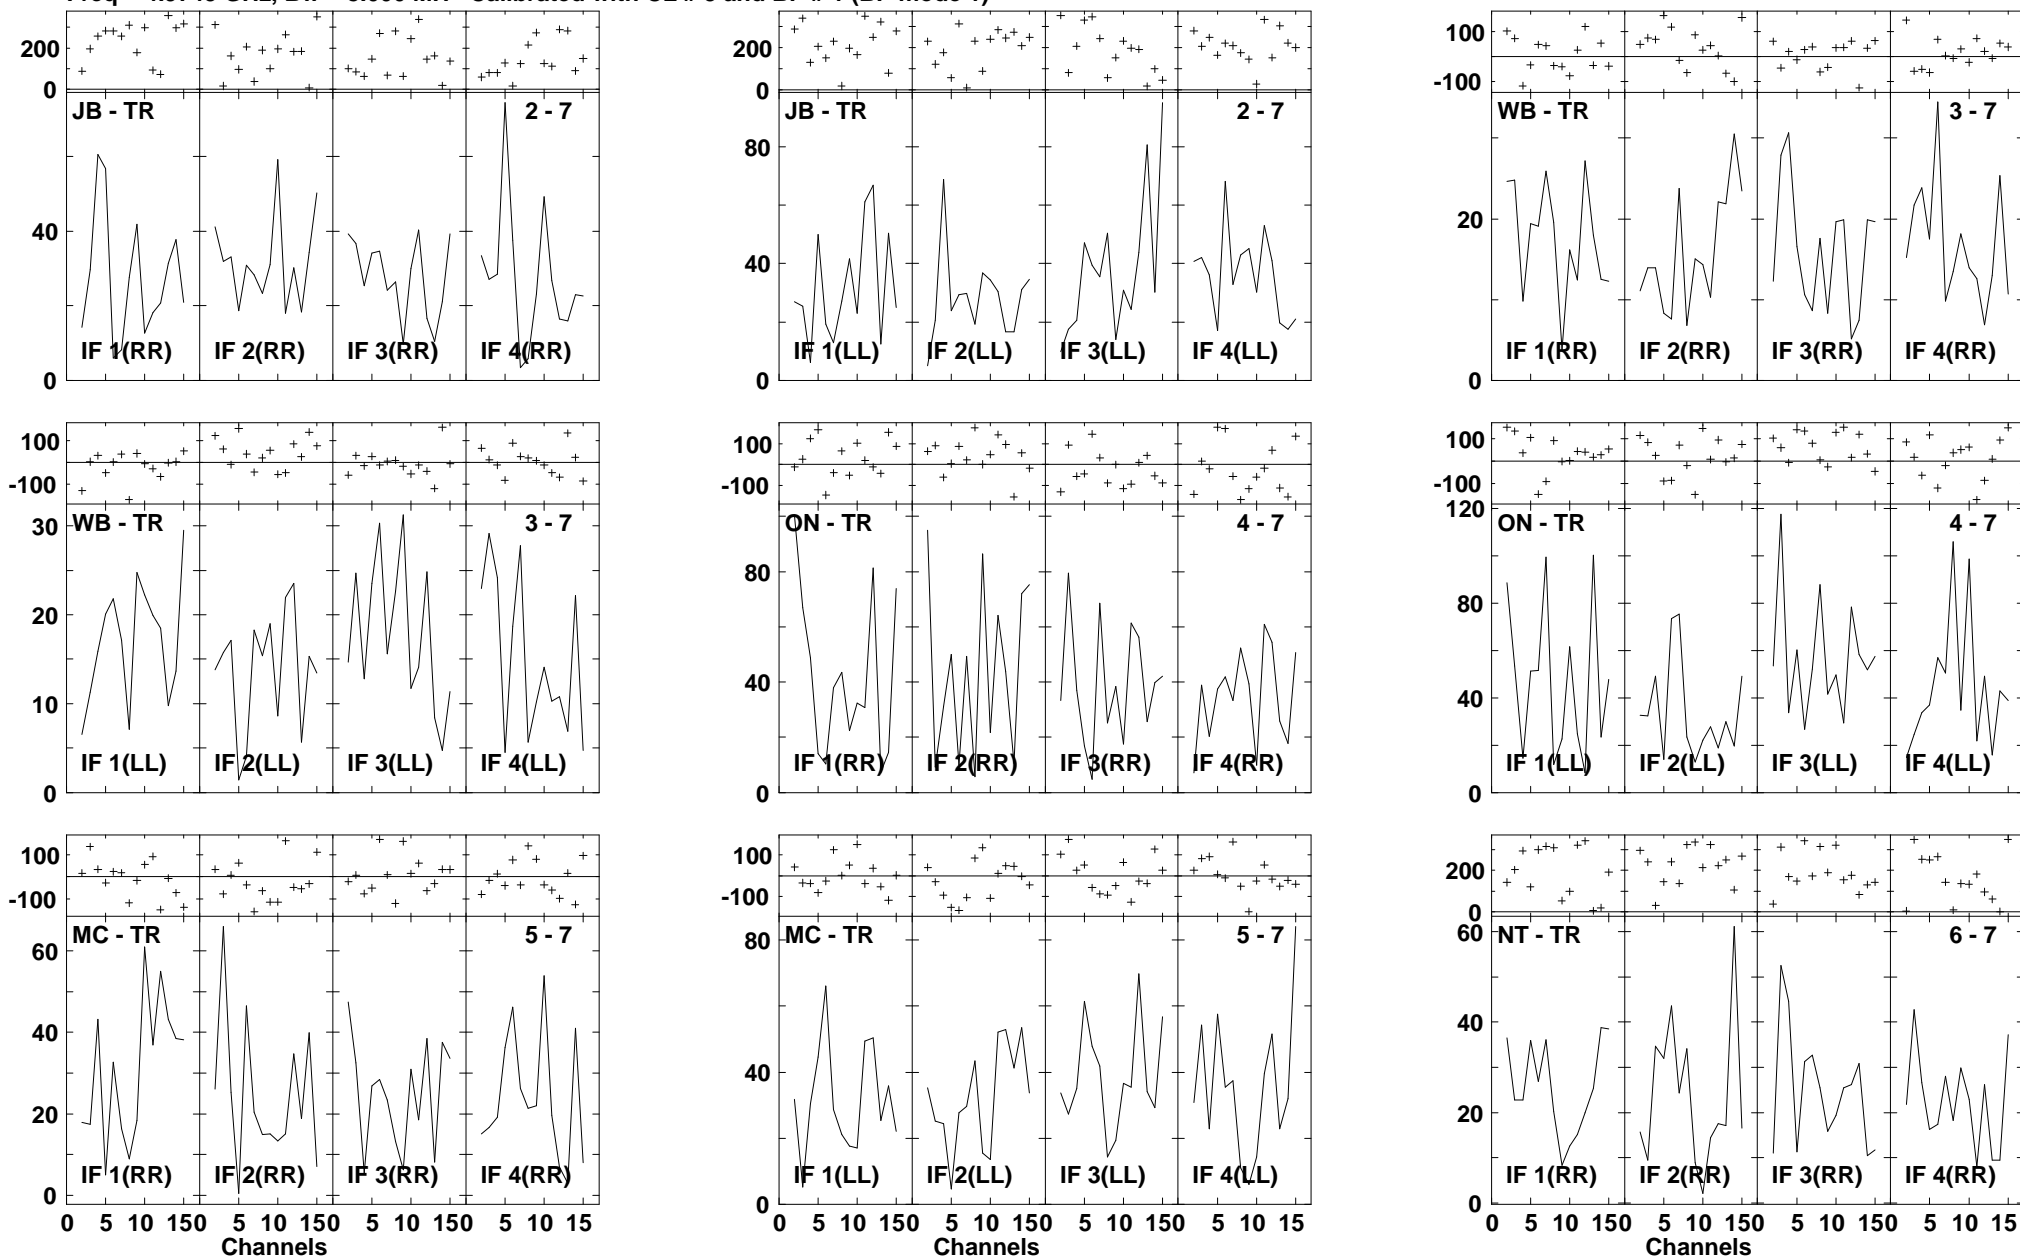 200
0
JB - TR 2 - 7
40
0
IF 1(RR) IF 2(RR) IF 3(RR) IF 4(RR)
200
0
JB - TR 2 - 7
80
40
0
IF 1(LL) IF 2(LL) IF 3(LL) IF 4(LL)
100
-100
WB - TR 3 - 7
20
0
IF 1(RR) IF 2(RR) IF 3(RR) IF 4(RR)
100
-100
WB - TR 3 - 7
30
20
10
0
IF 1(LL) IF 2(LL) IF 3(LL) IF 4(LL)
100
-100
ON - TR 4 - 7
80
40
0
IF 1(RR) IF 2(RR) IF 3(RR) IF 4(RR)
100
-100
ON - TR 4 - 7
120
80
40
0
IF 1(LL) IF 2(LL) IF 3(LL) IF 4(LL)
100
-100
MC - TR 5 - 7
60
40
20
0
IF 1(RR) IF 2(RR) IF 3(RR) IF 4(RR)
0 5 10 150 5 10 150 5 10 150 5 10 15
Channels
100
-100
MC - TR 5 - 7
80
40
0
IF 1(LL) IF 2(LL) IF 3(LL) IF 4(LL)
0 5 10 150 5 10 150 5 10 150 5 10 15
Channels
200
0
NT - TR 6 - 7
60
40
20
0
IF 1(RR) IF 2(RR) IF 3(RR) IF 4(RR)
0 5 10 150 5 10 150 5 10 150 5 10 15
Channels